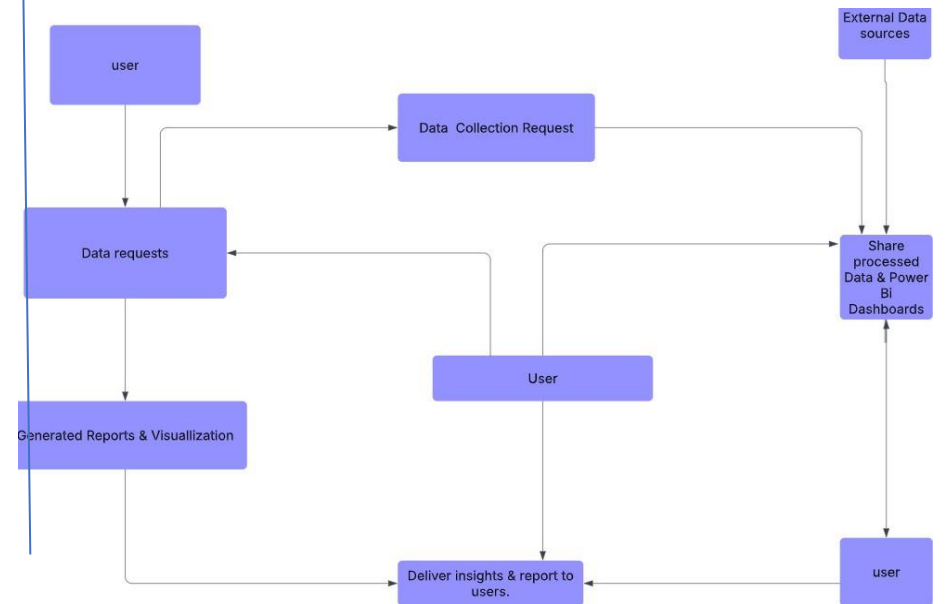 External Data
sources
user
Data Collection Request
Data requests
Share
processed
Data & Power
Bi
Dashboards
User
Generated Reports & Visuallization
Deliver insights & report to
users.
user